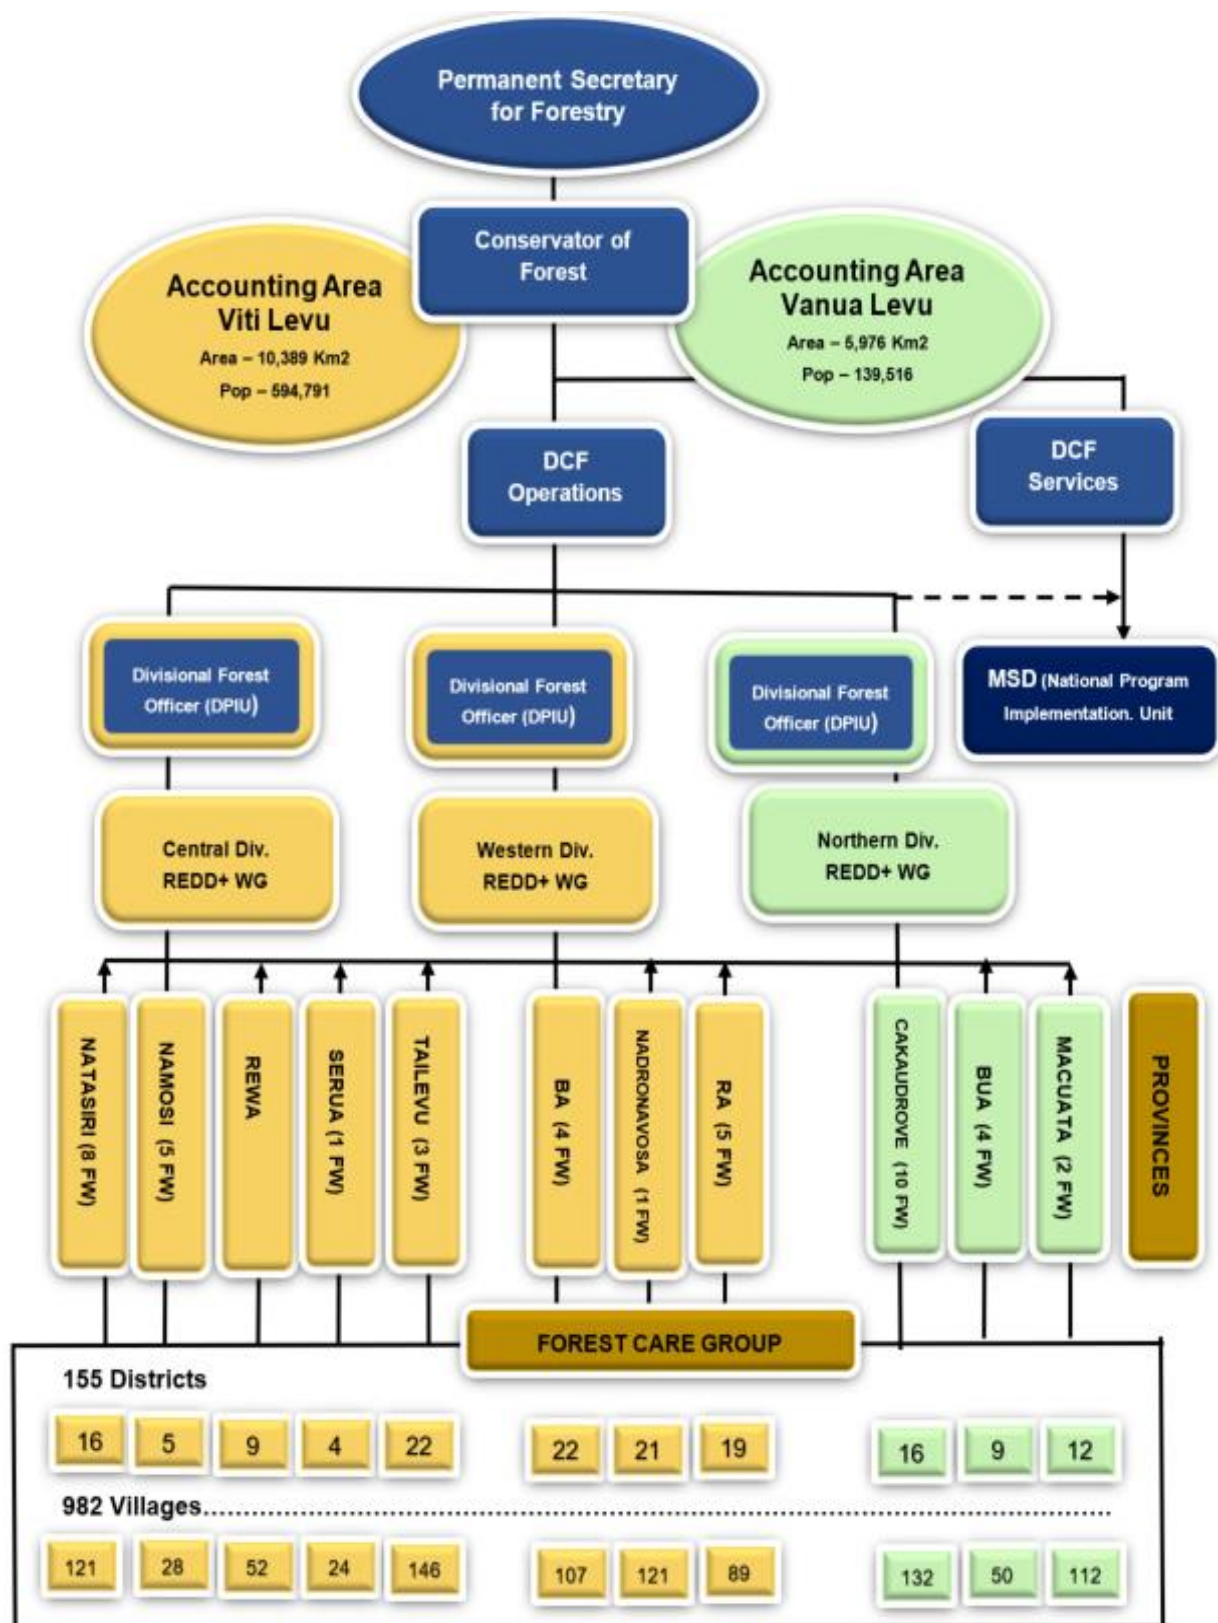 Permanent Secretary
for Forestry
Conservator of
Forest
Accounting Area
Viti Levu
Area – 10,389 Km2
Pop – 594,791
Accounting Area
Vanua Levu
Area – 5,976 Km2
Pop – 139,516
DCF
Operations
DCF
Services
Divisional Forest
Officer (DPIU)
Divisional Forest
Officer (DPIU)
Divisional Forest
Officer (DPIU)
MSD (National Program
Implementation. Unit
Central Div.
REDD+ WG
Western Div.
REDD+ WG
Northern Div.
REDD+ WG
NATASIRI (8 FW)
NAMOSI (5 FW)
REWA
SERUA (1 FW)
TAILEVU (3 FW)
BA (4 FW)
NADRONAVOSA (1 FW)
RA (5 FW)
CAKAUDROVE (10 FW)
BUA (4 FW)
MACUATA (2 FW)
PROVINCES
FOREST CARE GROUP
155 Districts
16 5 9 4 22 22 21 19 16 9 12
982 Villages........................................................................
121 28 52 24 146 107 121 89 132 50 112